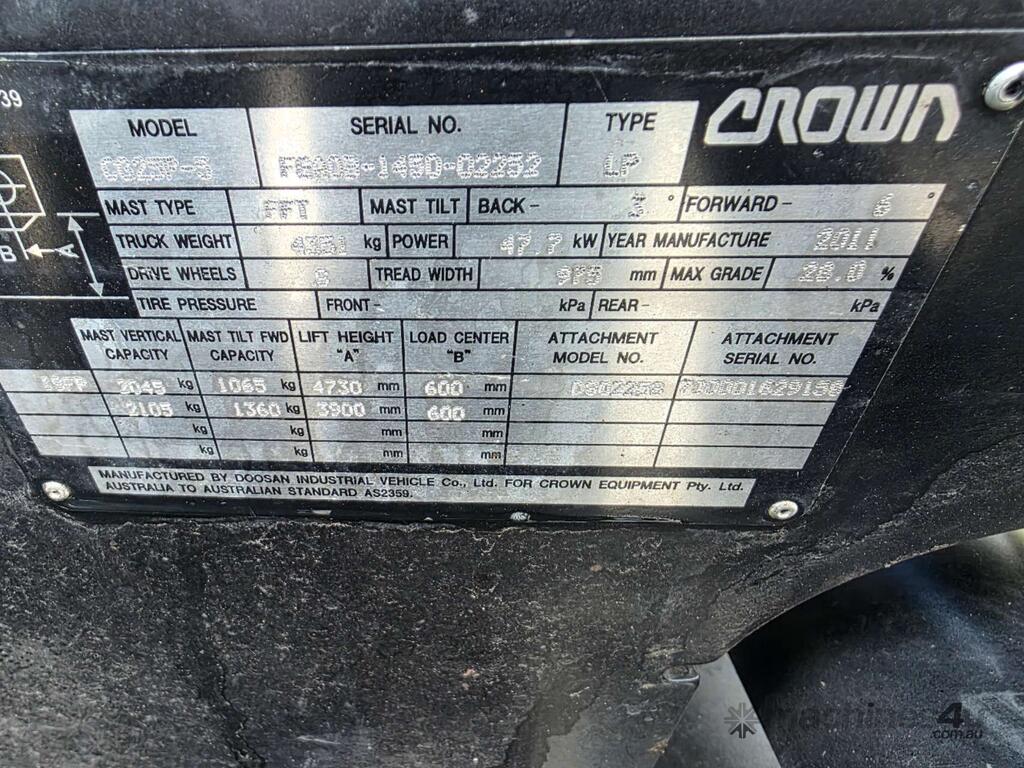 39
CROWN
MODEL SERIAL NO. TYPE
CG25P-5 LP
MAST TYPE FFT MAST TILT BACK- 3 ° FORWARD- 6 °
TRUCK WEIGHT kg POWER 47.7 kW YEAR MANUFACTURE 2011
DRIVE WHEELS TREAD WIDTH mm MAX GRADE %
TIRE PRESSURE FRONT- kPa REAR- kPa
MAST VERTICAL CAPACITY MAST TILT FWD CAPACITY LIFT HEIGHT "A" LOAD CENTER "B" ATTACHMENT MODEL NO. ATTACHMENT SERIAL NO.
2045 kg 1065 kg 4730 mm 600 mm
2105 kg 1360 kg 3900 mm 600 mm
kg kg mm mm
kg kg mm mm
MANUFACTURED BY DOOSAN INDUSTRIAL VEHICLE Co., Ltd. FOR CROWN EQUIPMENT Pty. Ltd.
AUSTRALIA TO AUSTRALIAN STANDARD AS2359.
B A
machines4u
.com.au